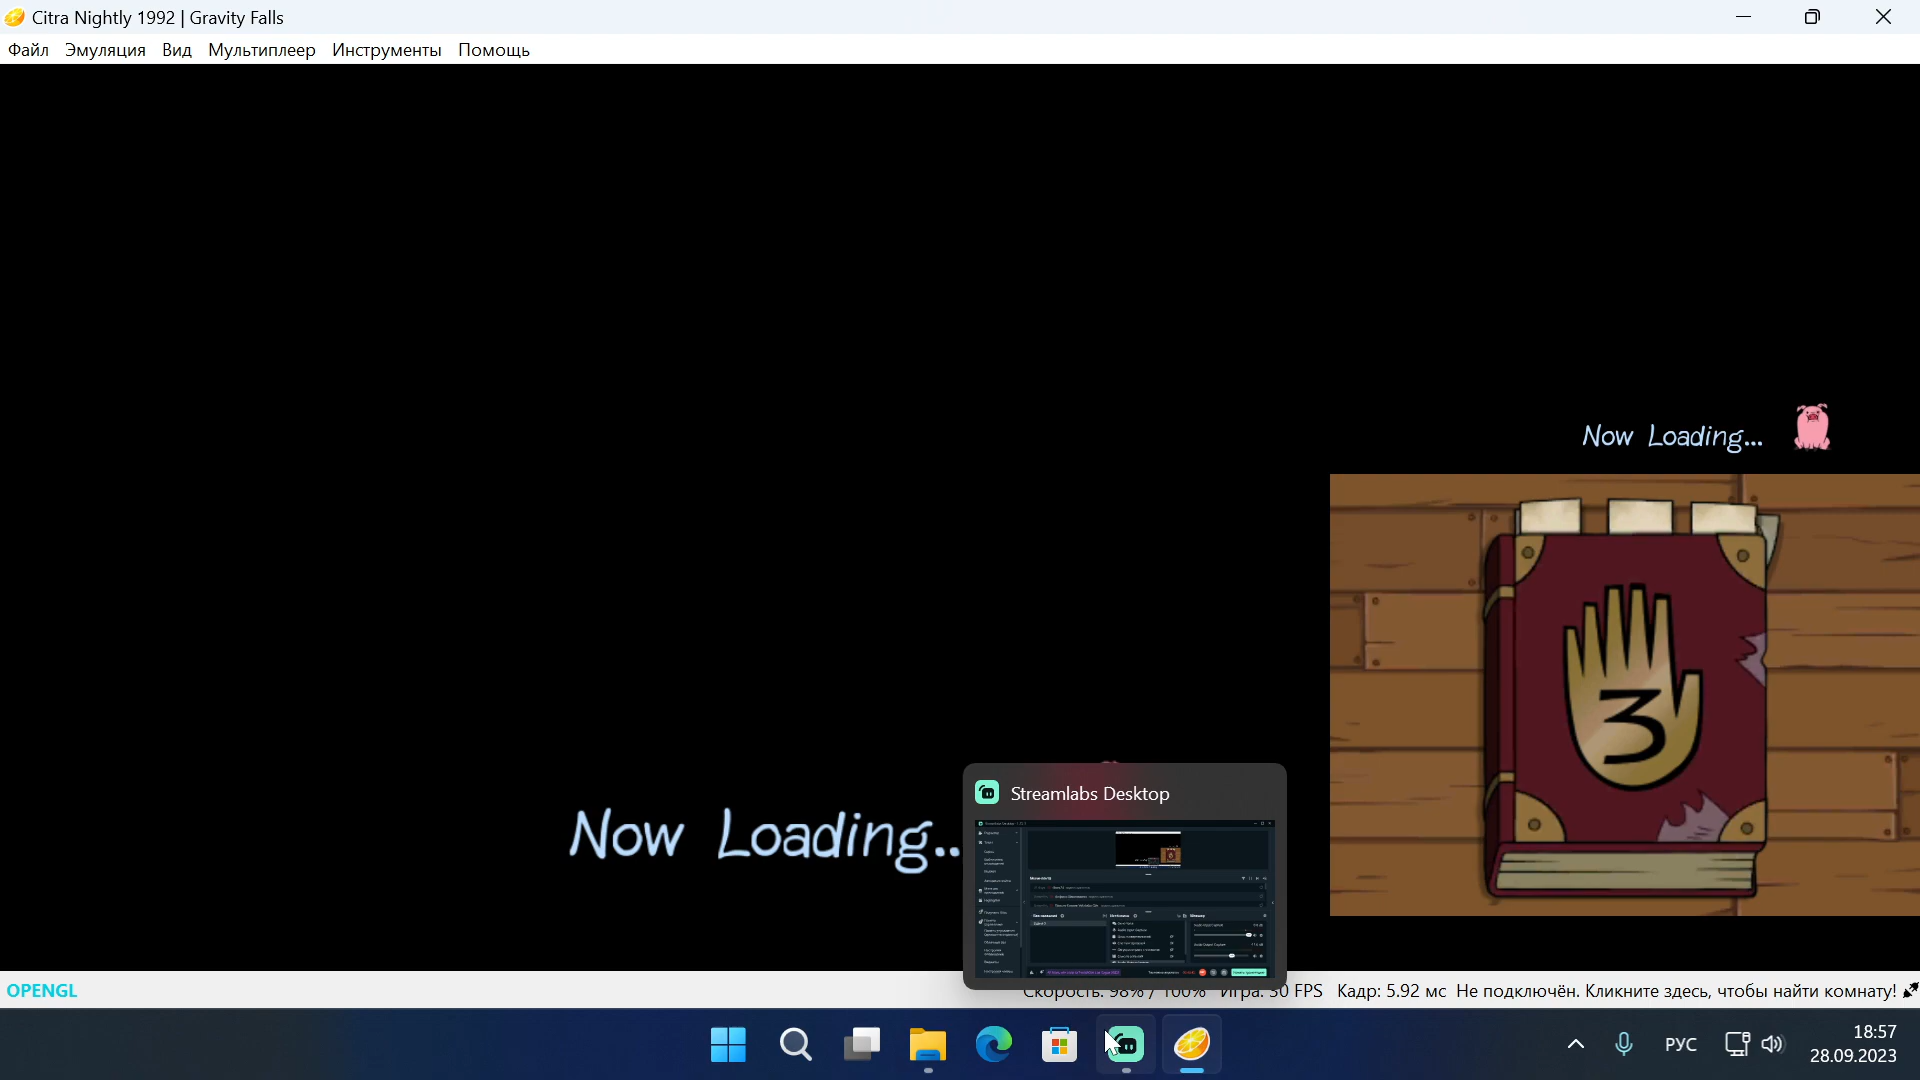 Citra Nightly 1992 | Gravity Falls
Файл Эмуляция Вид Мультиплеер Инструменты Помощь
Now Loading...
3
Now Loading..
Streamlabs Desktop
OPENGL
Скорость: 98% / 100% Игра: 30 FPS Кадр: 5.92 мс Не подключён. Кликните здесь, чтобы найти комнату!
РУС
18:57
28.09.2023